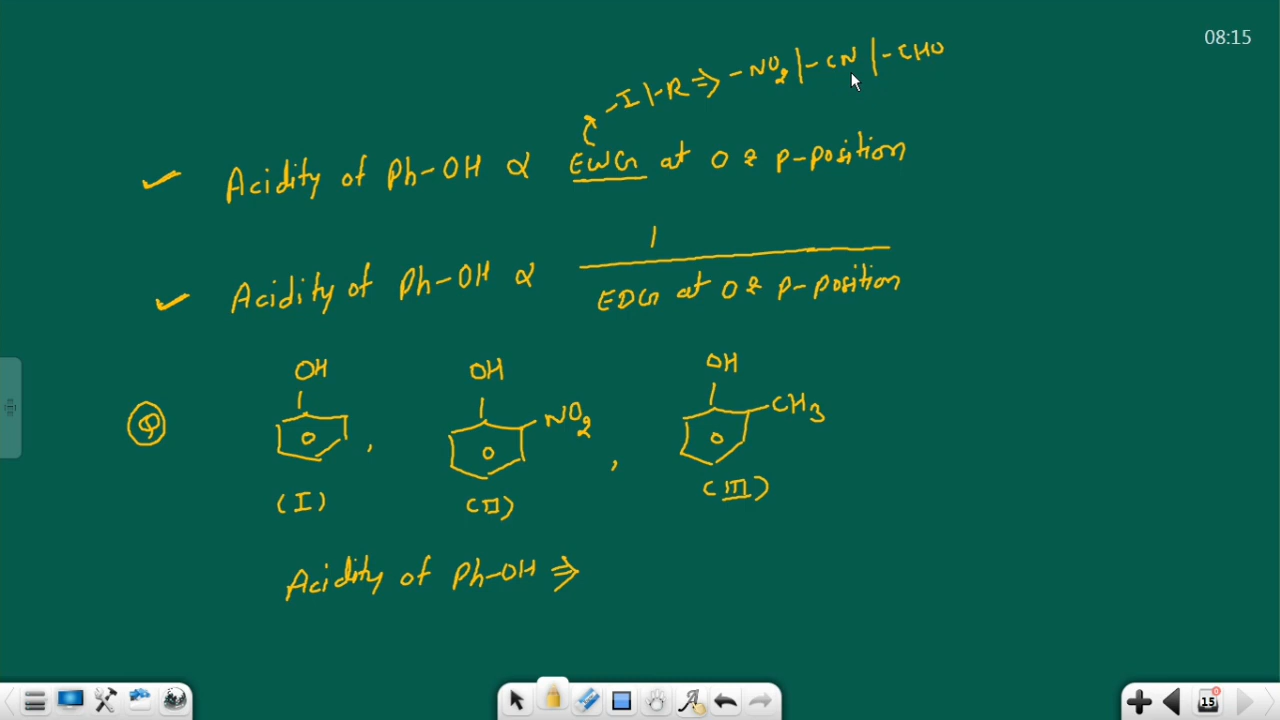 08:15
-I|-R ⇒ -NO2|-CN|-CHO
Acidity of Ph-OH ∝ EWG at O & p-position
Acidity of Ph-OH ∝ 1
EDG at O & p-position
OH OH OH
Q NO2 CH3
, ,
(I) (II) (III)
Acidity of Ph-OH ⇒
15